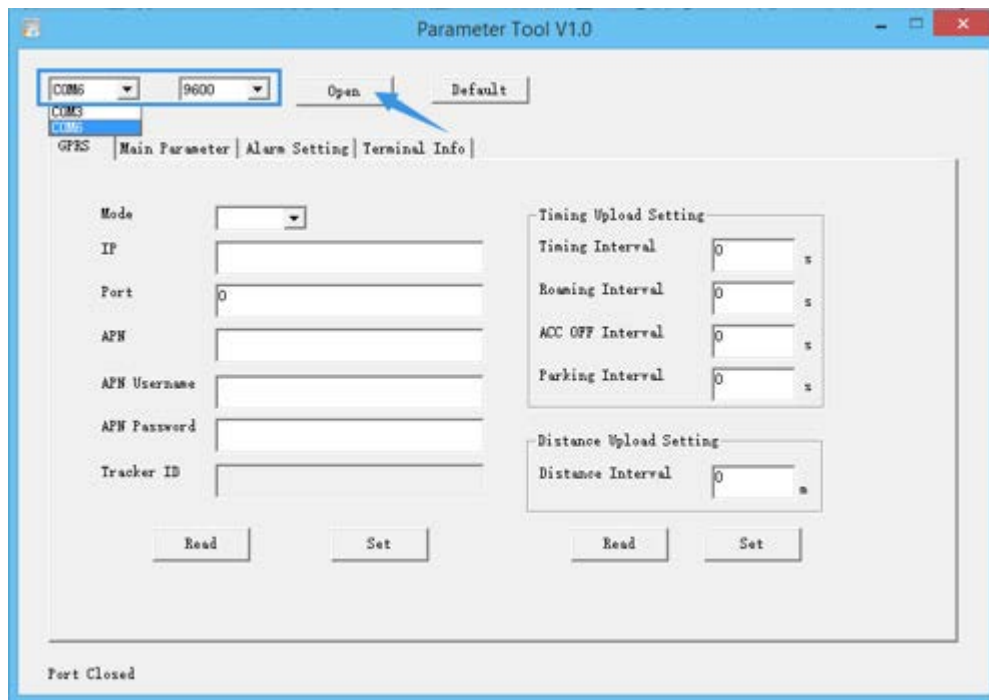 Parameter Tool V1.0
COM6 9600 Open Default
COM3
COM6
GPRS Main Parameter Alarm Setting Terminal Info
Mode
IP
Port 0
APN
APN Username
APN Password
Tracker ID
Read Set
Timing Upload Setting
Timing Interval 0 s
Roaming Interval 0 s
ACC OFF Interval 0 s
Parking Interval 0 s
Distance Upload Setting
Distance Interval 0 m
Read Set
Port Closed